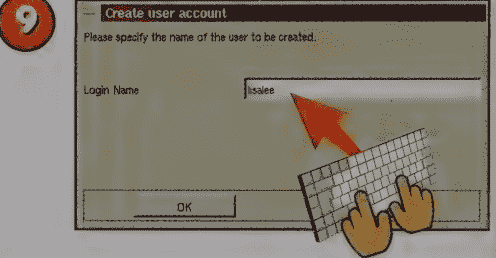 9
Create user account
Please specify the name of the user to be created.
Login Name
lisalee
OK